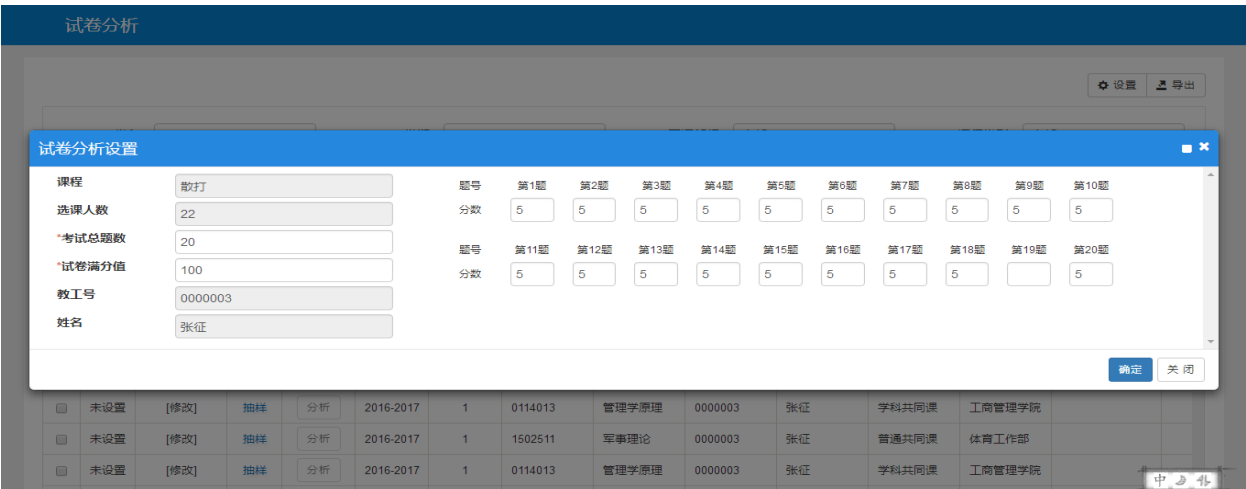 试卷分析
设置 导出
试卷分析设置
课程 散打
选课人数 22
*考试总题数 20
*试卷满分值 100
教工号 0000003
姓名 张征
题号 第1题 第2题 第3题 第4题 第5题 第6题 第7题 第8题 第9题 第10题
分数 5 5 5 5 5 5 5 5 5 5
题号 第11题 第12题 第13题 第14题 第15题 第16题 第17题 第18题 第19题 第20题
分数 5 5 5 5 5 5 5 5 5
确定 关闭
未设置 [修改] 抽样 分析 2016-2017 1 0114013 管理学原理 0000003 张征 学科共同课 工商管理学院
未设置 [修改] 抽样 分析 2016-2017 1 1502511 军事理论 0000003 张征 普通共同课 体育工作部
未设置 [修改] 抽样 分析 2016-2017 1 0114013 管理学原理 0000003 张征 学科共同课 工商管理学院
中